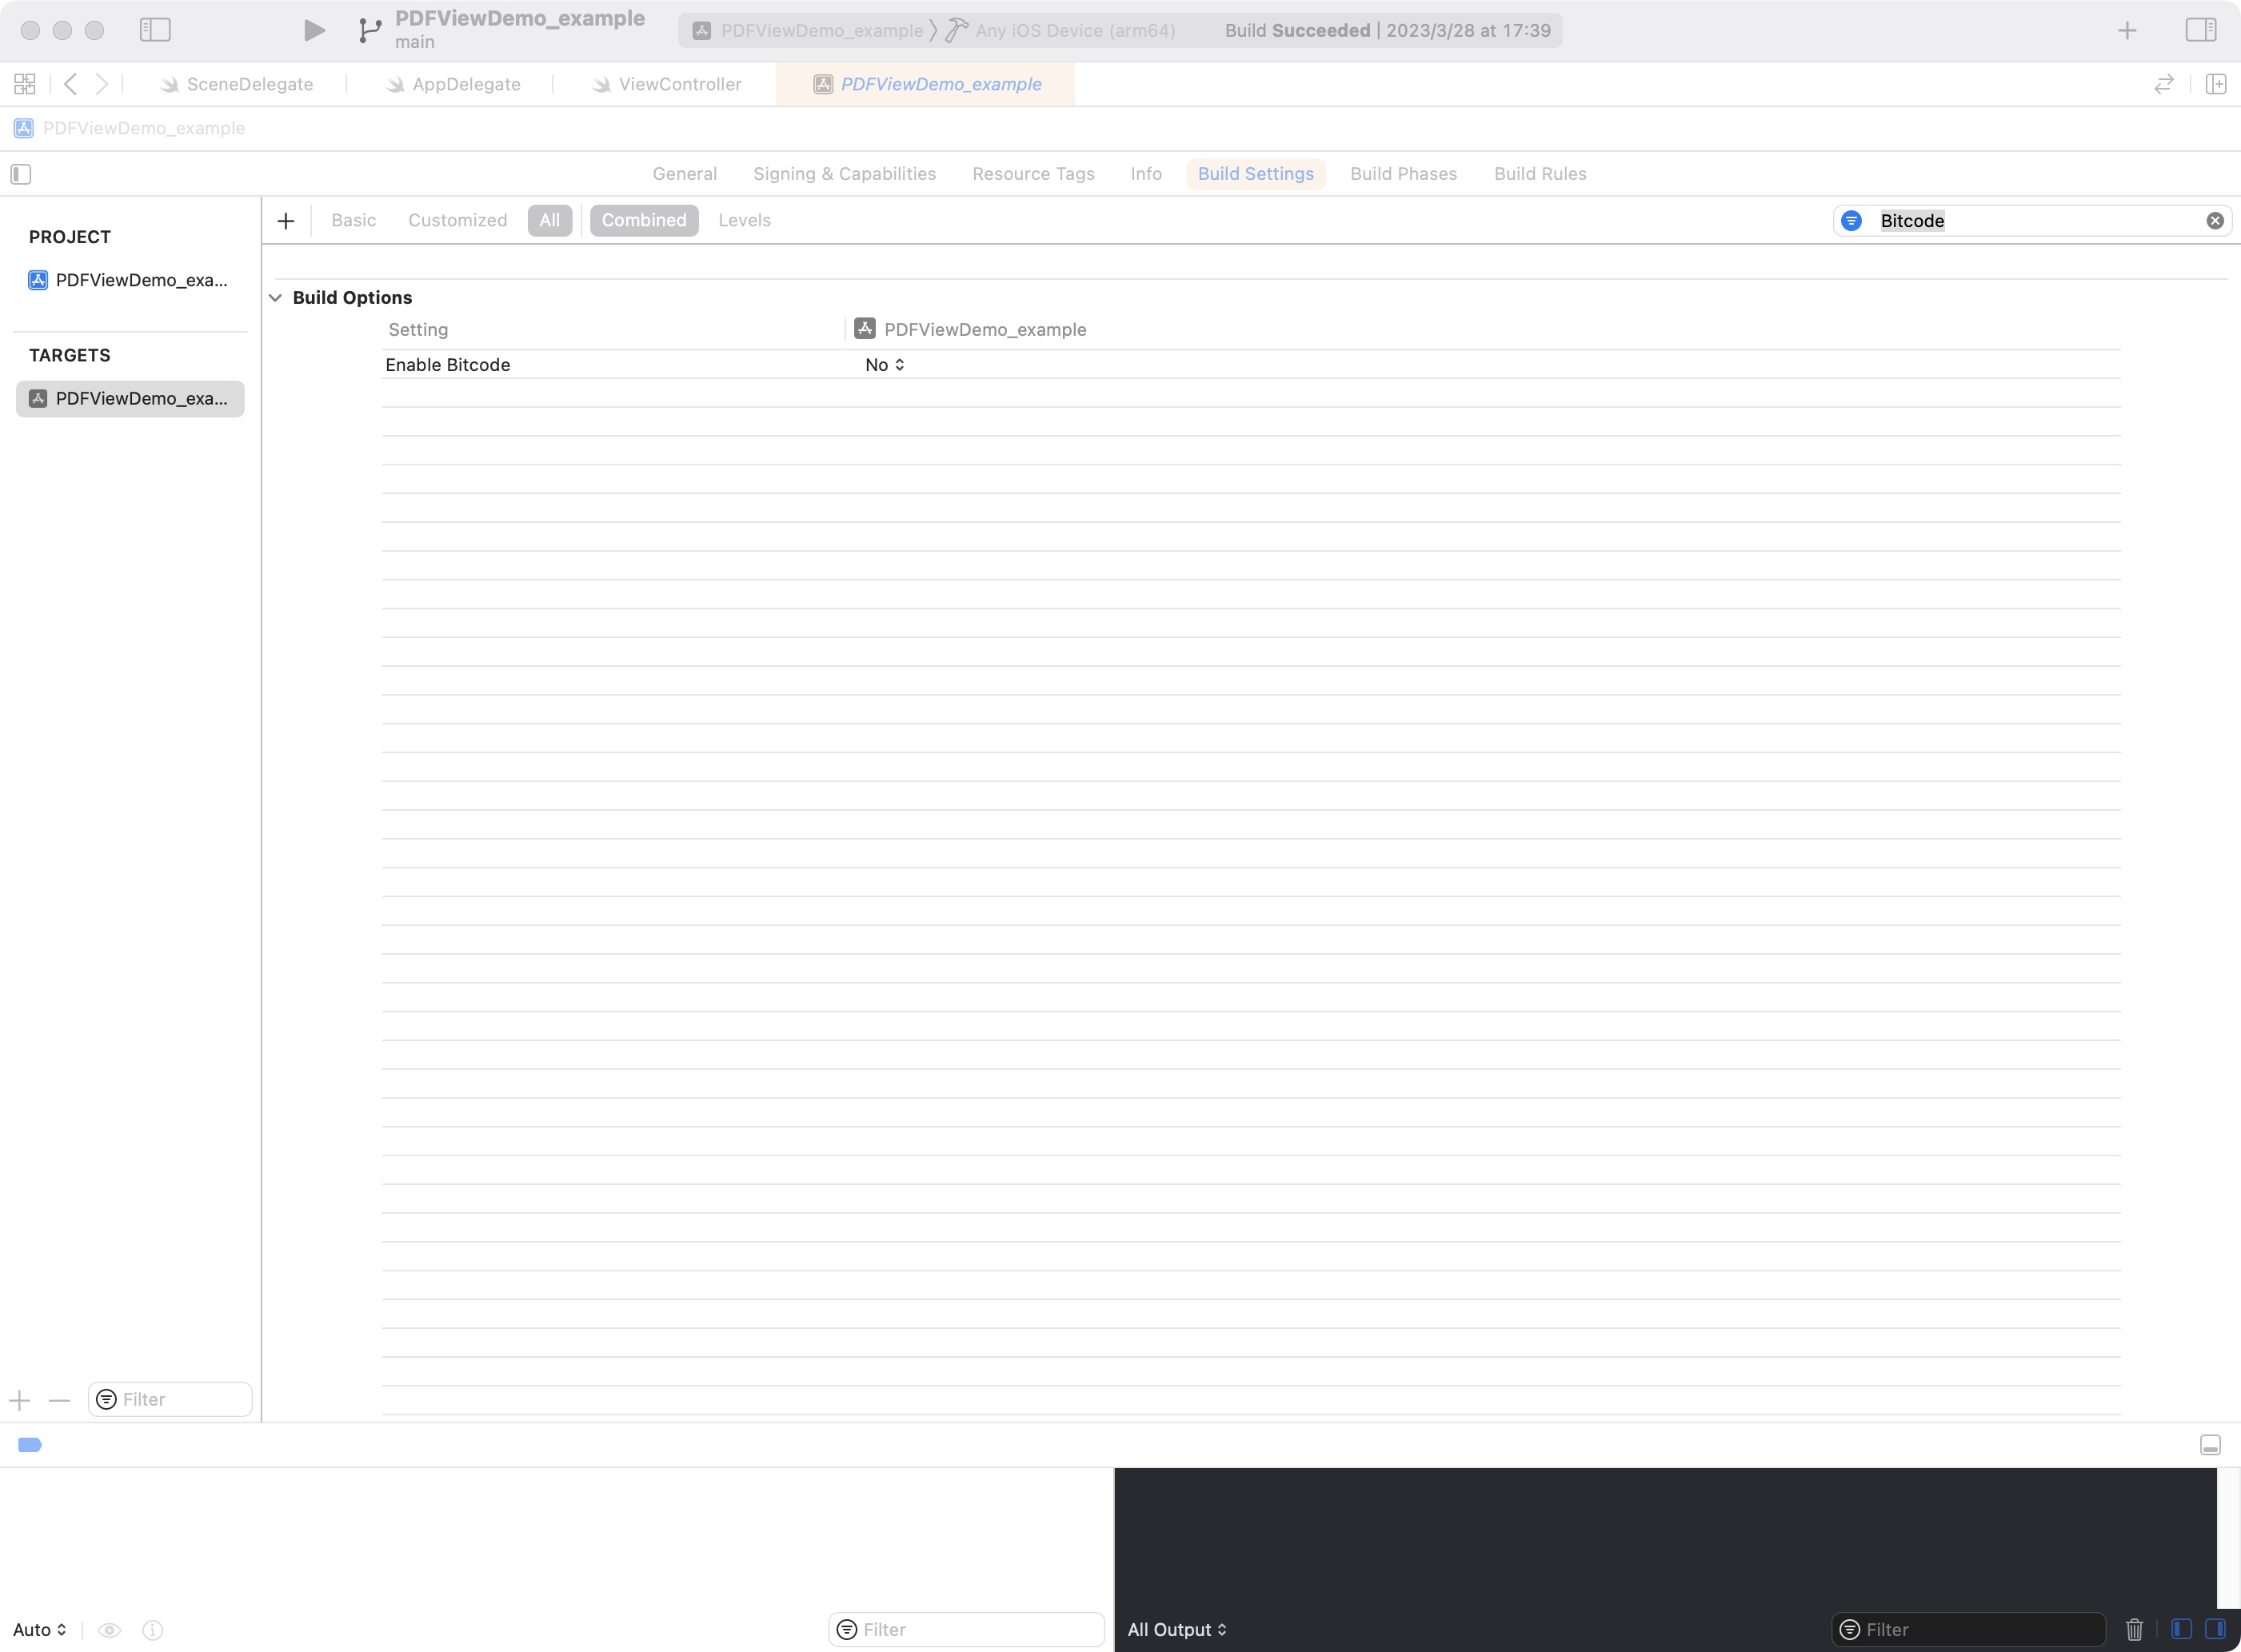 PDFViewDemo_example
main
PDFViewDemo_example
Any iOS Device (arm64)
Build Succeeded | 2023/3/28 at 17:39
SceneDelegate
AppDelegate
ViewController
PDFViewDemo_example
PDFViewDemo_example
General
Signing & Capabilities
Resource Tags
Info
Build Settings
Build Phases
Build Rules
PROJECT
PDFViewDemo_exa...
TARGETS
PDFViewDemo_exa...
Basic
Customized
All
Combined
Levels
Bitcode
Build Options
Setting
PDFViewDemo_example
Enable Bitcode
No
Filter
Auto
Filter
All Output
Filter